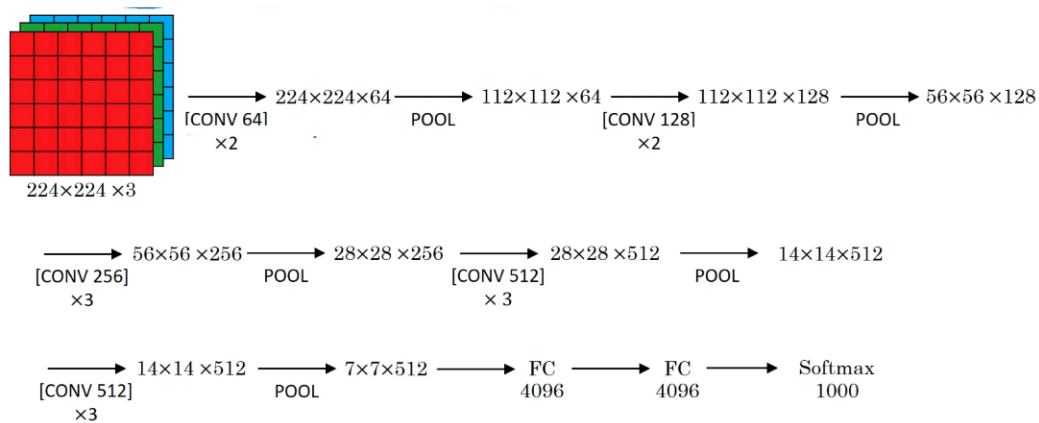 224×224×64
112×112 ×64
112×112 ×128
56×56 ×128
[CONV 64]
POOL
[CONV 128]
POOL
×2
×2
224×224 ×3
56×56 ×256
28×28 ×256
28×28 ×512
14×14×512
[CONV 256]
POOL
[CONV 512]
POOL
×3
× 3
14×14 ×512
7×7×512
FC
FC
Softmax
[CONV 512]
POOL
4096
4096
1000
×3